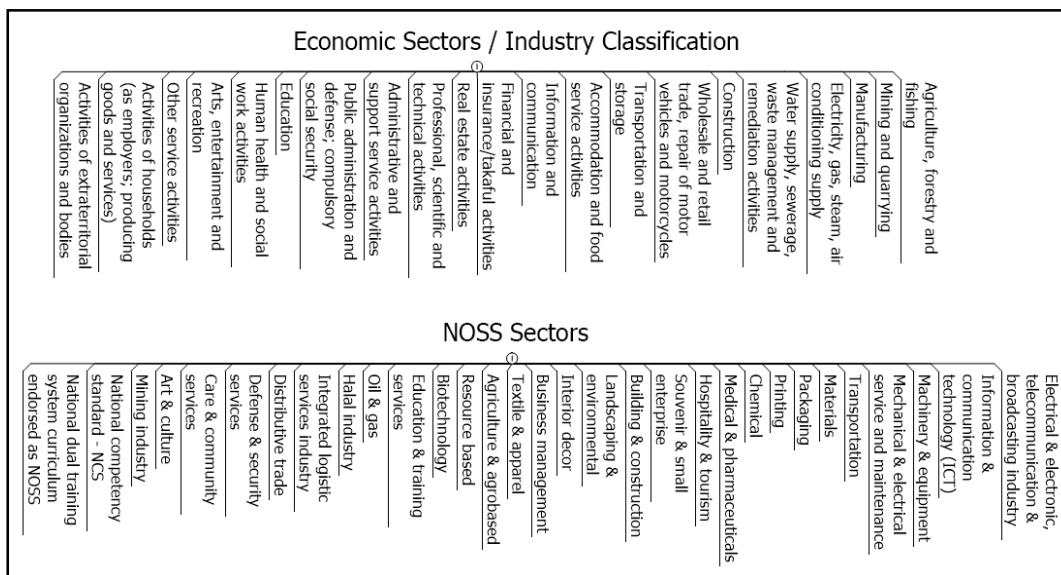 Economic Sectors / Industry Classification
Agriculture, forestry and
fishing
Mining and quarrying
Manufacturing
Electricity, gas, steam, air
conditioning supply
Water supply, sewerage,
waste management and
remediation activities
Construction
Wholesale and retail
trade, repair of motor
vehicles and motorcycles
Transportation and
storage
Accommodation and food
service activities
Information and
communication
Financial and
insurance/takaful activities
Real estate activities
Professional, scientific and
technical activities
Administrative and
support service activities
Public administration and
defense; compulsory
social security
Education
Human health and social
work activities
Arts, entertainment and
recreation
Other service activities
Activities of households
(as employers; producing
goods and services)
Activities of extraterritorial
organizations and bodies
NOSS Sectors
Electrical & electronic,
telecommunication &
broadcasting industry
Information &
communication
technology (ICT)
Machinery & equipment
Mechanical & electrical
service and maintenance
Transportation
Materials
Packaging
Printing
Chemical
Medical & pharmaceuticals
Hospitality & tourism
Souvenir & small
enterprise
Building & construction
Landscaping &
environmental
Interior decor
Business management
Textile & apparel
Agriculture & agrobased
Resource based
Biotechnology
Education & training
services
Oil & gas
Halal industry
Integrated logistic
services industry
Distributive trade
Defense & security
services
Care & community
services
Art & culture
Mining industry
National competency
standard - NCS
National dual training
system curriculum
endorsed as NOSS